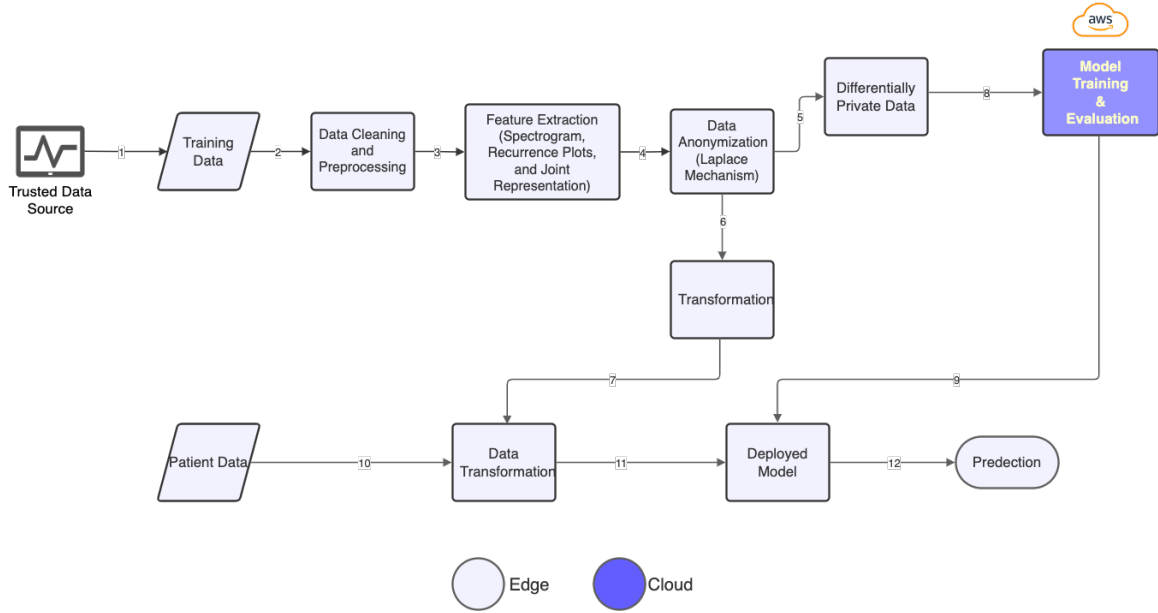 aws
Model
Training
&
Evaluation
Differentially
Private Data
8
5
Trusted Data
Source
1
Training
Data
2
Data Cleaning
and
Preprocessing
3
Feature Extraction
(Spectrogram,
Recurrence Plots,
and Joint
Representation)
4
Data
Anonymization
(Laplace
Mechanism)
6
Transformation
7
9
Patient Data
10
Data
Transformation
11
Deployed
Model
12
Predection
Edge
Cloud